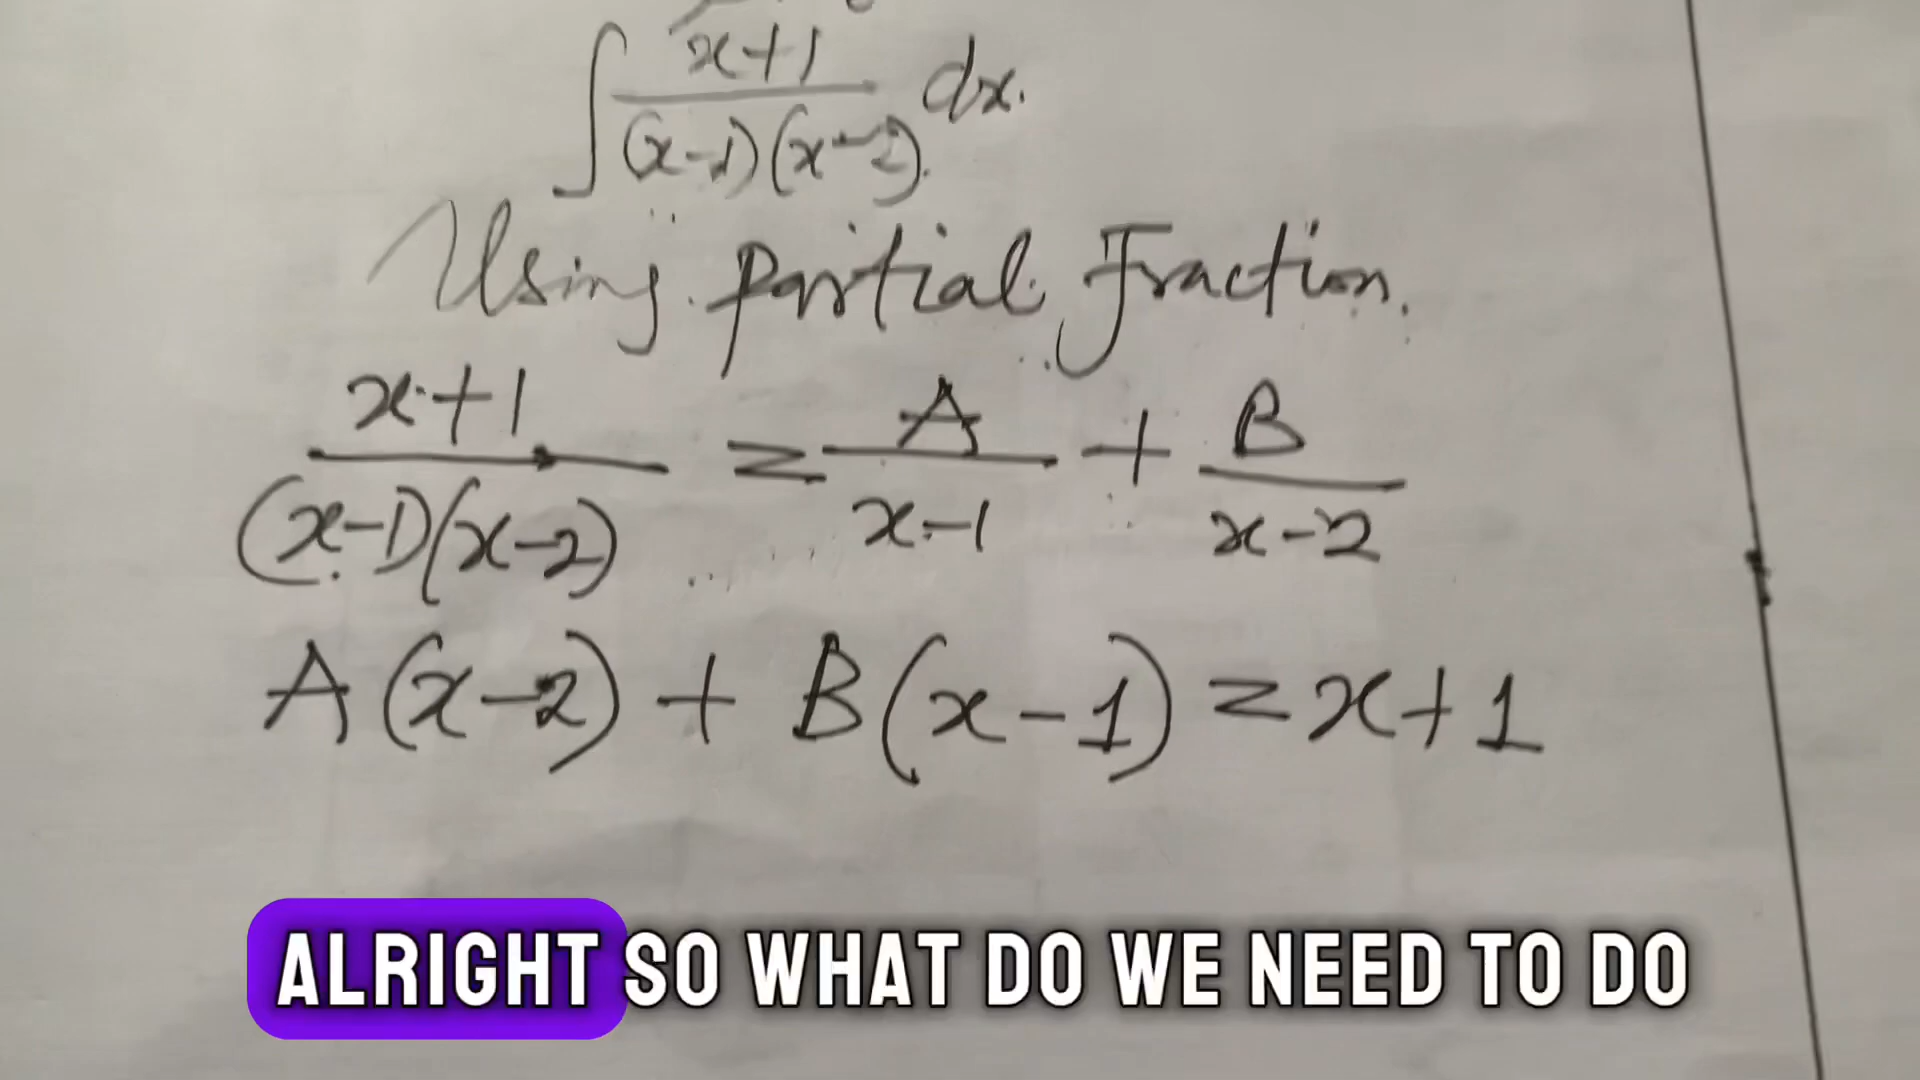 ∫ x+1 / (x-1)(x-2) dx.
Using Partial Fraction.
x+1 / (x-1)(x-2) = A / x-1 + B / x-2
A(x-2) + B(x-1) = x+1
ALRIGHT SO WHAT DO WE NEED TO DO